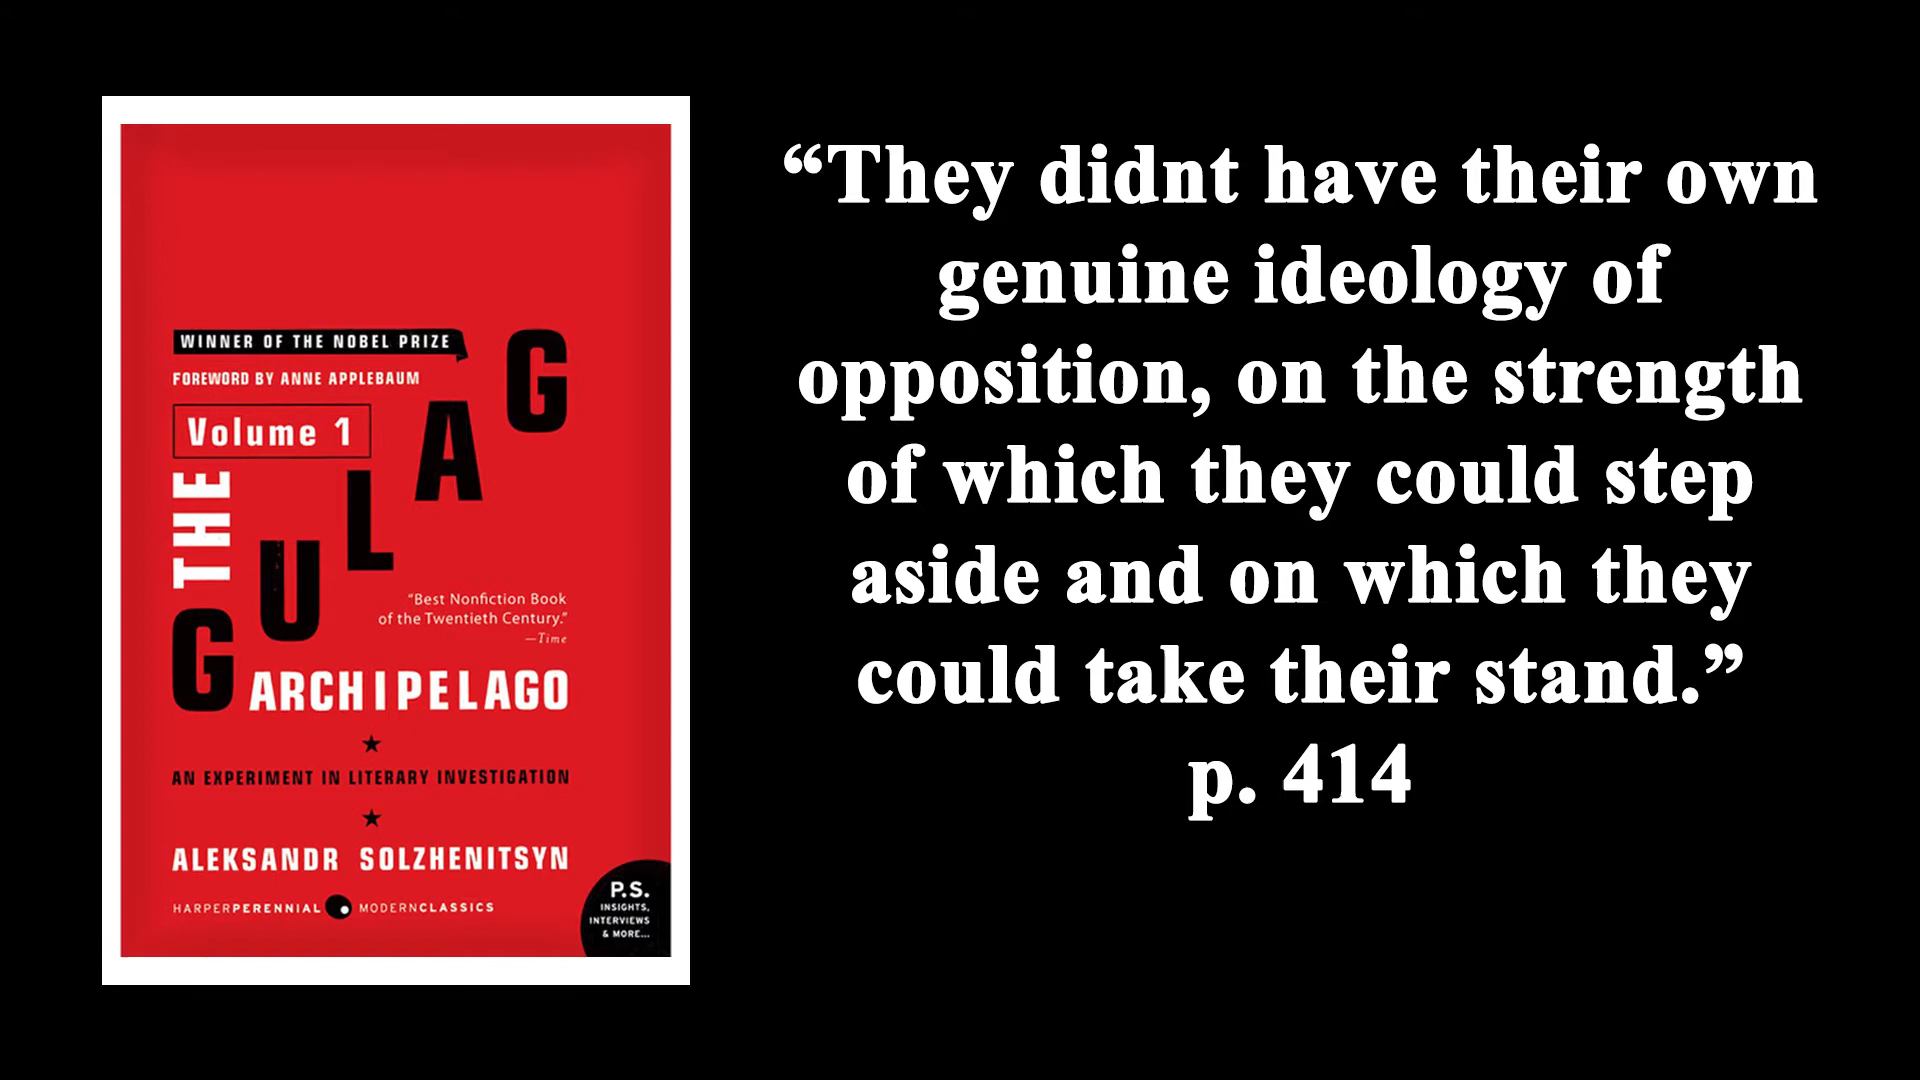 WINNER OF THE NOBEL PRIZE
FOREWORD BY ANNE APPLEBAUM
Volume 1
THE
GULAG
ARCHIPELAGO
"Best Nonfiction Book
of the Twentieth Century."
—Time
AN EXPERIMENT IN LITERARY INVESTIGATION
ALEKSANDR SOLZHENITSYN
HARPERPERENNIAL MODERNCLASSICS
P.S.
INSIGHTS,
INTERVIEWS
& MORE...
“They didnt have their own
genuine ideology of
opposition, on the strength
of which they could step
aside and on which they
could take their stand.”
p. 414